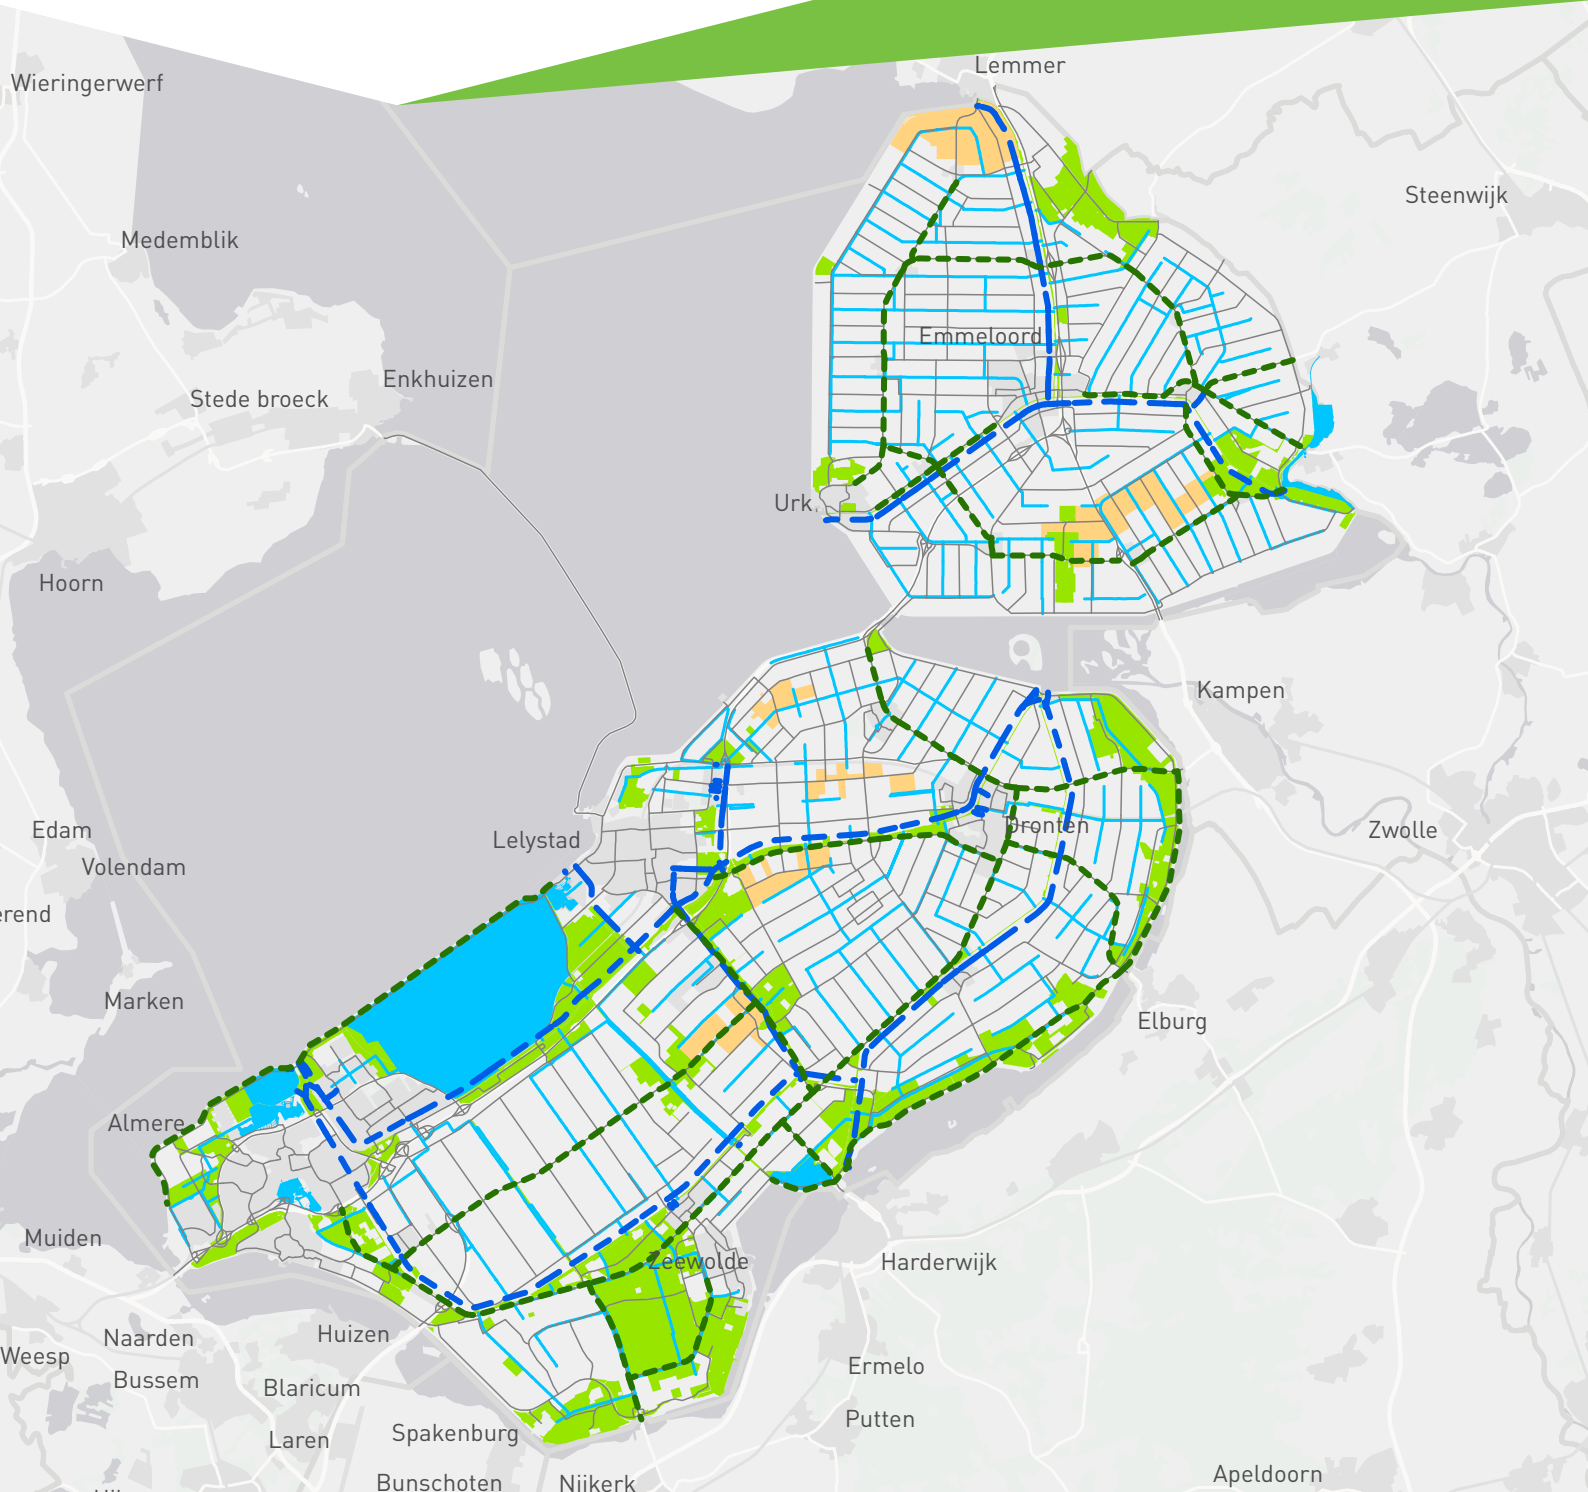 Lemmer
Wieringerwerf
Steenwijk
Medemblik
Emmeloord
Enkhuizen
Stede broeck
Urk
Hoorn
Kampen
Dronten
Edam
Zwolle
Lelystad
Volendam
erend
Marken
Elburg
Almere
Muiden
Zeewolde
Harderwijk
Huizen
Naarden
Weesp
Ermelo
Bussem
Blaricum
Putten
Spakenburg
Laren
Apeldoorn
Bunschoten
Nijkerk